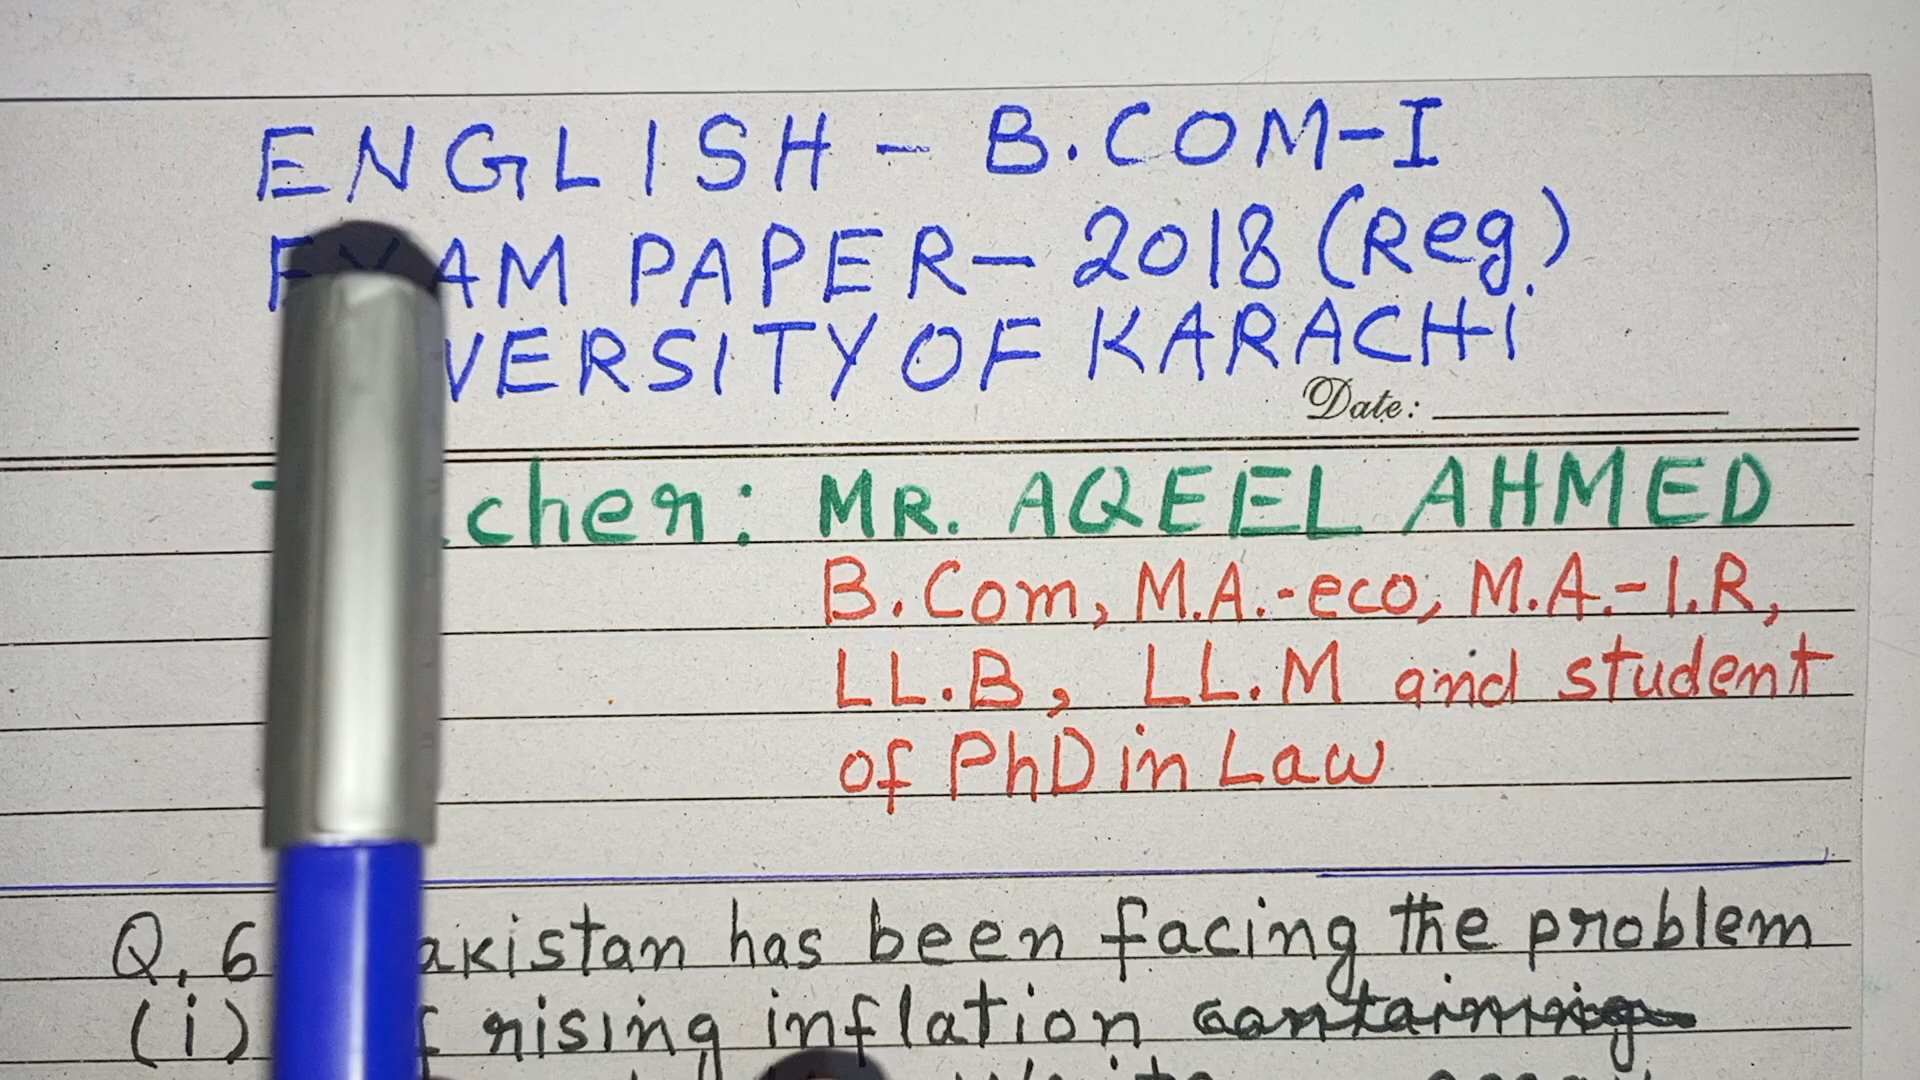 ENGLISH - B.COM-I
EXAM PAPER- 2018 (Reg.)
VERSITY OF KARACHI
Date:
cher: MR. AQEEL AHMED
B.Com, M.A.-eco, M.A.-I.R,
LL.B, LL.M and student
of PhD in Law
Q.6 akistan has been facing the problem
(i) f rising inflation containing